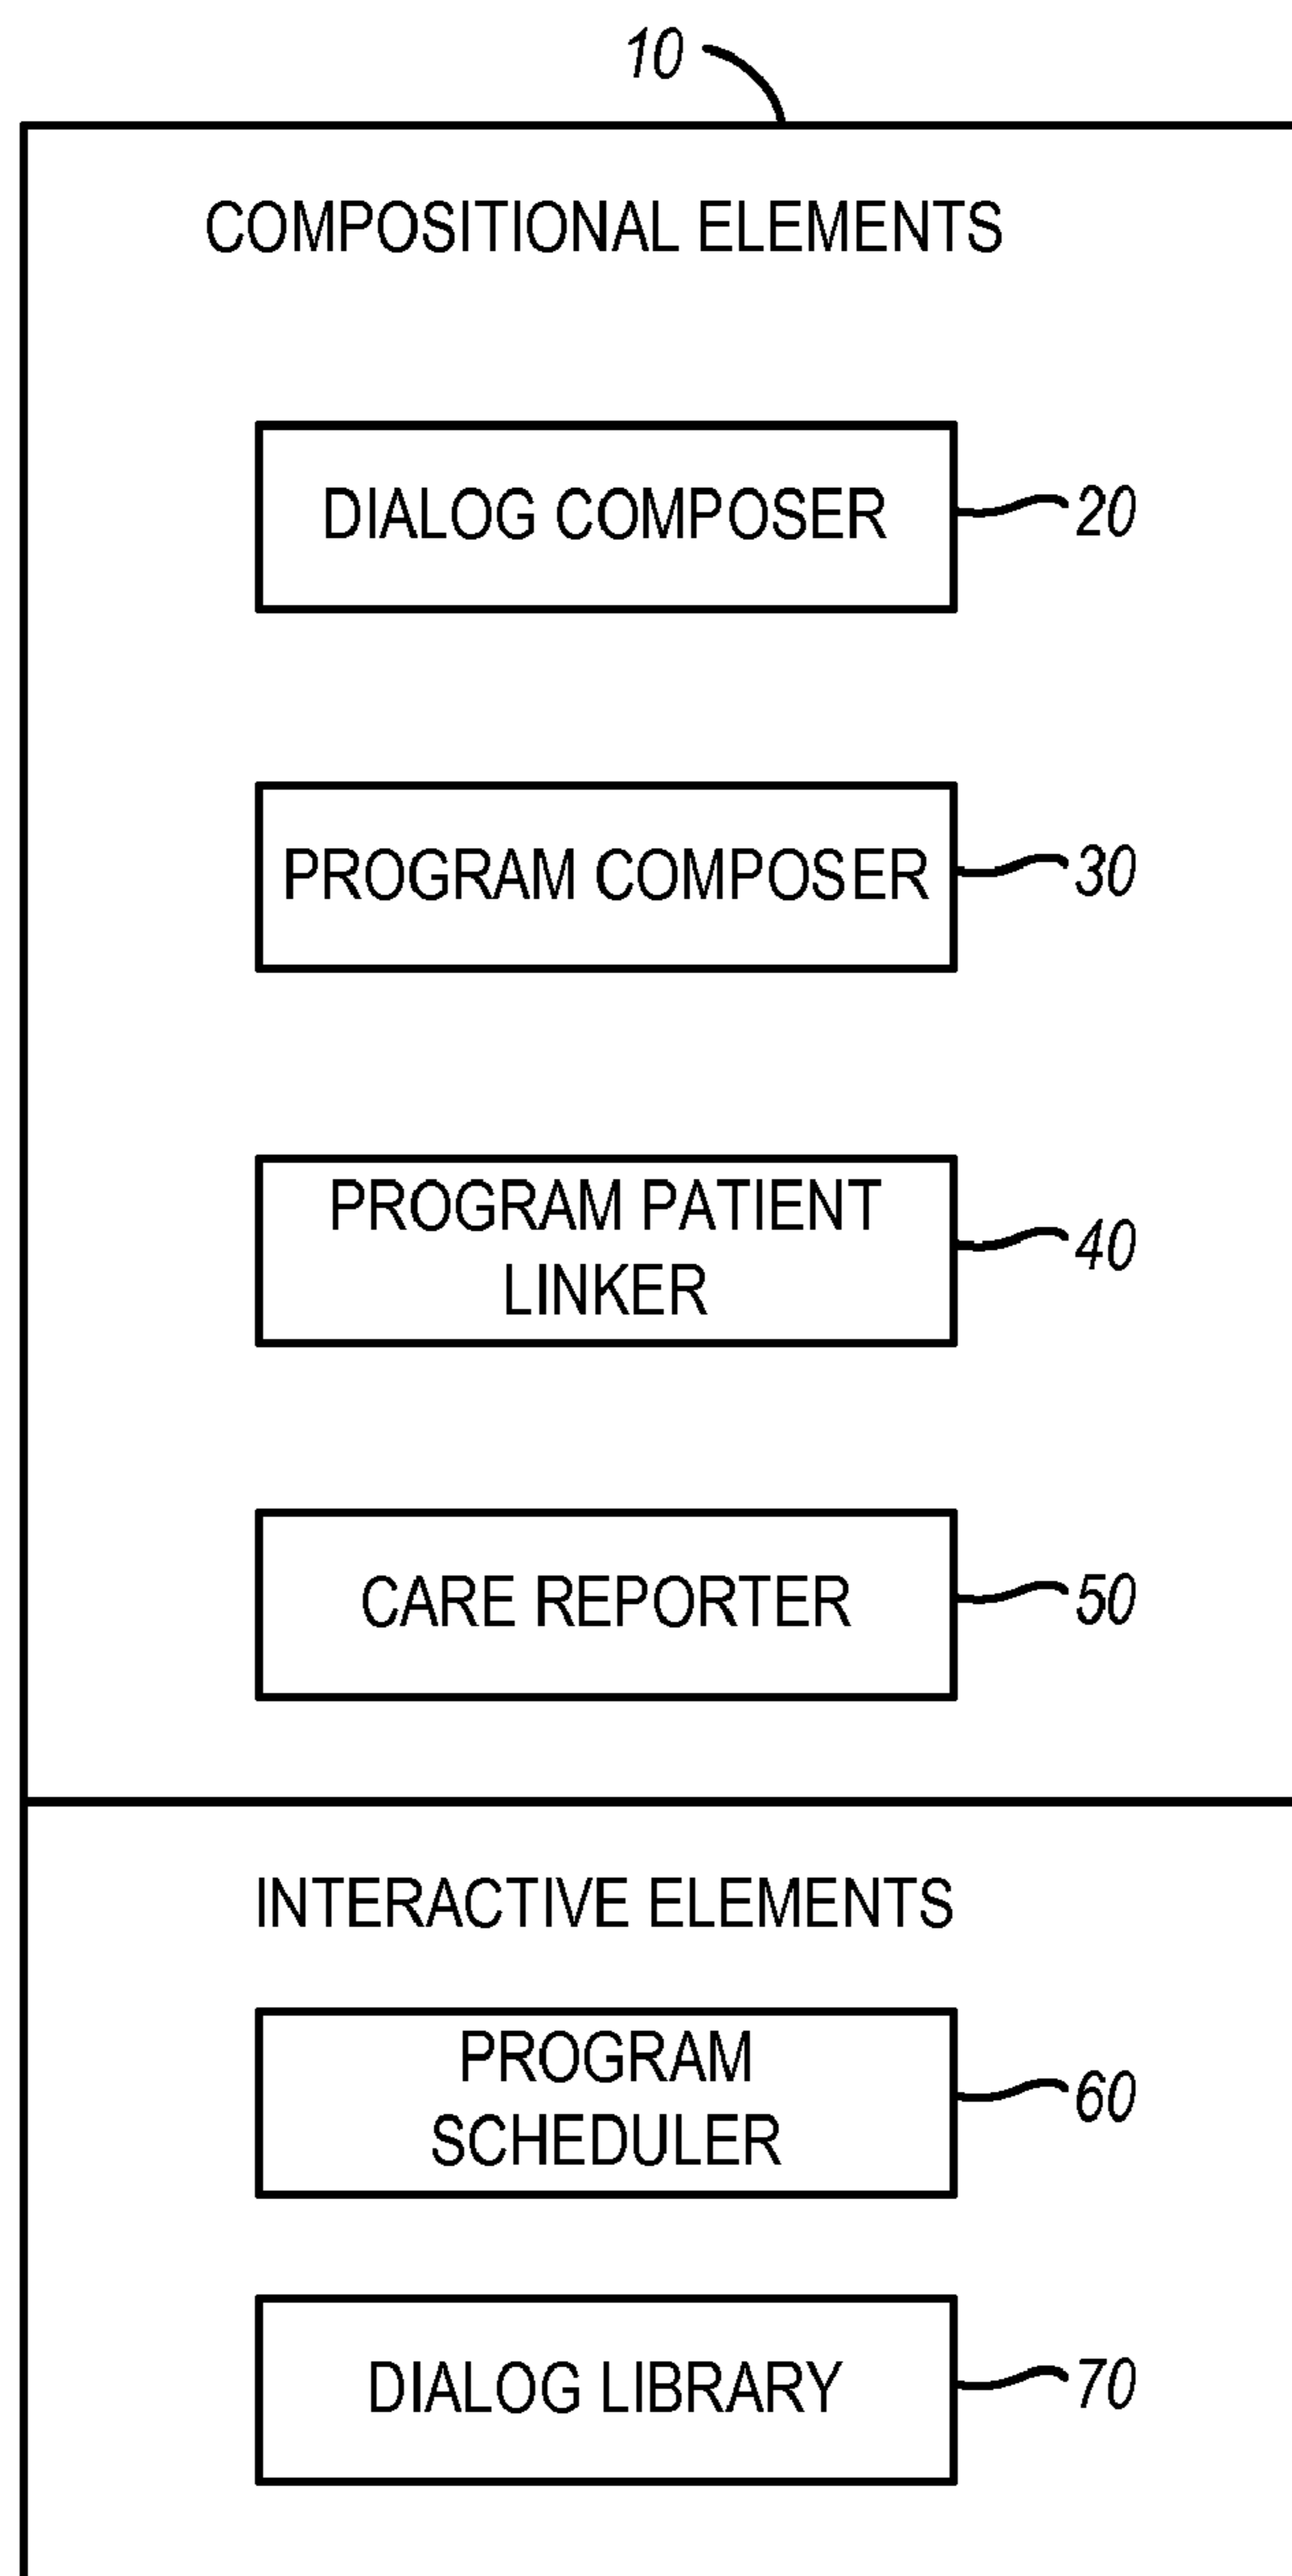 10
COMPOSITIONAL ELEMENTS
DIALOG COMPOSER
20
PROGRAM COMPOSER
30
PROGRAM PATIENT
LINKER
40
CARE REPORTER
50
INTERACTIVE ELEMENTS
PROGRAM
SCHEDULER
60
DIALOG LIBRARY
70